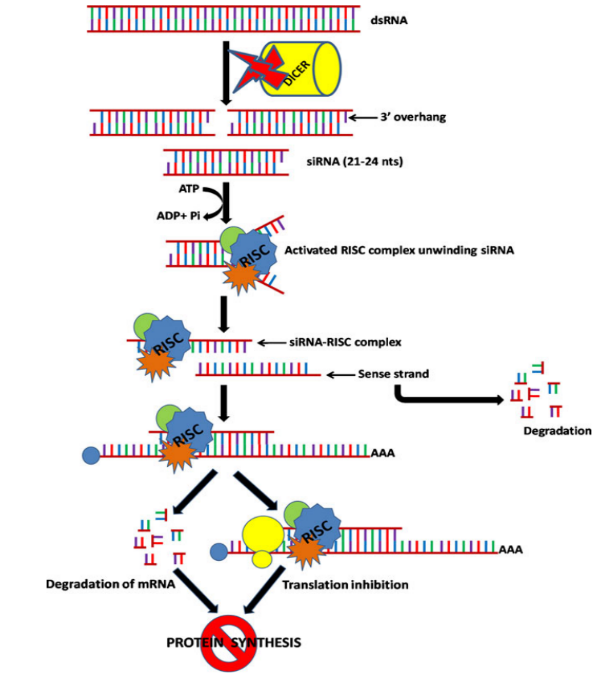 dsRNA
DICER
3' overhang
siRNA (21-24 nts)
ATP
ADP+ Pi
RISC
Activated RISC complex unwinding siRNA
RISC
siRNA-RISC complex
Sense strand
Degradation
RISC
AAA
RISC
AAA
Degradation of mRNA
Translation inhibition
PROTEIN SYNTHESIS